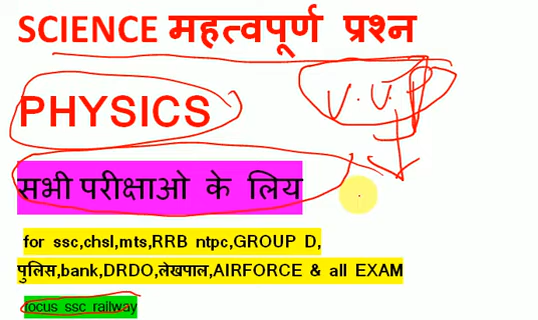 SCIENCE महत्वपूर्ण प्रश्न
PHYSICS
V.V.P
सभी परीक्षाओ के लिय
for ssc,chsl,mts,RRB ntpc,GROUP D,
पुलिस,bank,DRDO,लेखपाल,AIRFORCE & all EXAM
focus ssc railway